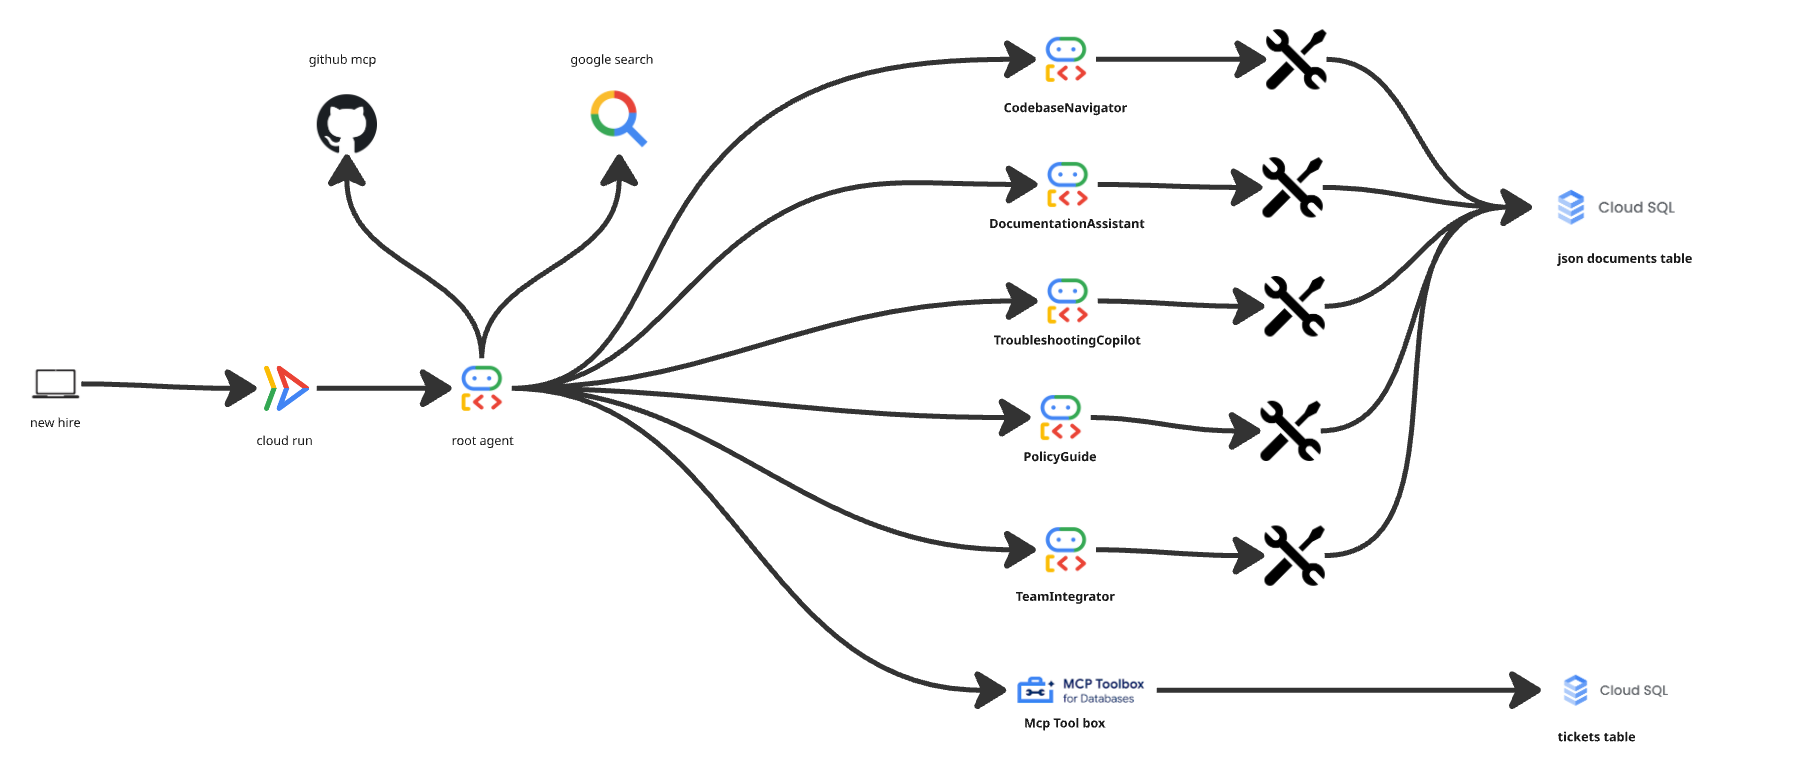 github mcp
google search
CodebaseNavigator
DocumentationAssistant
Cloud SQL
json documents table
TroubleshootingCopilot
new hire
cloud run
root agent
PolicyGuide
TeamIntegrator
MCP Toolbox
for Databases
Mcp Tool box
Cloud SQL
tickets table